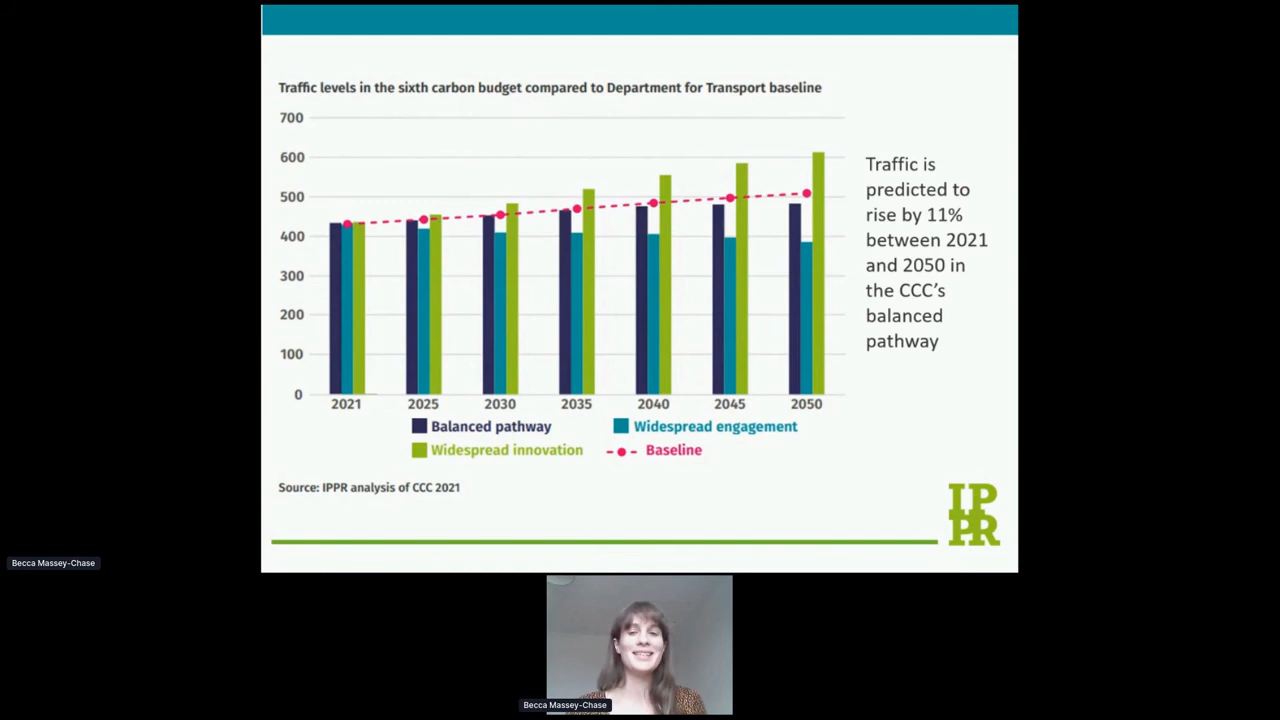 Traffic levels in the sixth carbon budget compared to Department for Transport baseline
700
600
500
400
300
200
100
0
2021 2025 2030 2035 2040 2045 2050
Balanced pathway Widespread engagement
Widespread innovation Baseline
Source: IPPR analysis of CCC 2021
Traffic is
predicted to
rise by 11%
between 2021
and 2050 in
the CCC’s
balanced
pathway
IP
PR
Becca Massey-Chase
Becca Massey-Chase